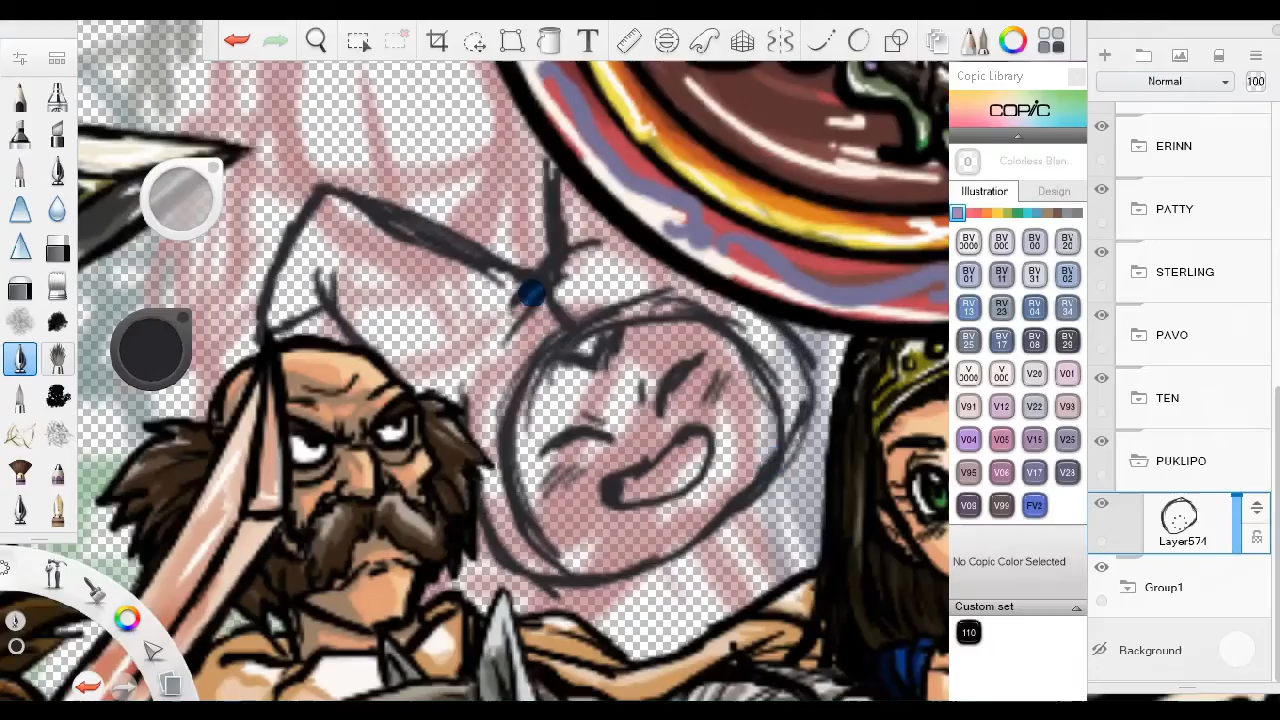 T
Normal
100
Copic Library
COPIC
0
Colorless Blen...
Illustration
Design
BV
0000
BV
000
BV
00
BV
20
BV
01
BV
11
BV
31
BV
02
BV
13
BV
23
BV
04
BV
34
BV
25
BV
17
BV
08
BV
29
V
0000
V
000
V20
V01
V91
V12
V22
V93
V04
V05
V15
V25
V95
V06
V17
V28
V09
V99
FV2
No Copic Color Selected
Custom set
110
ERINN
PATTY
STERLING
PAVO
TEN
PUKLIPO
Layer574
Group1
Background